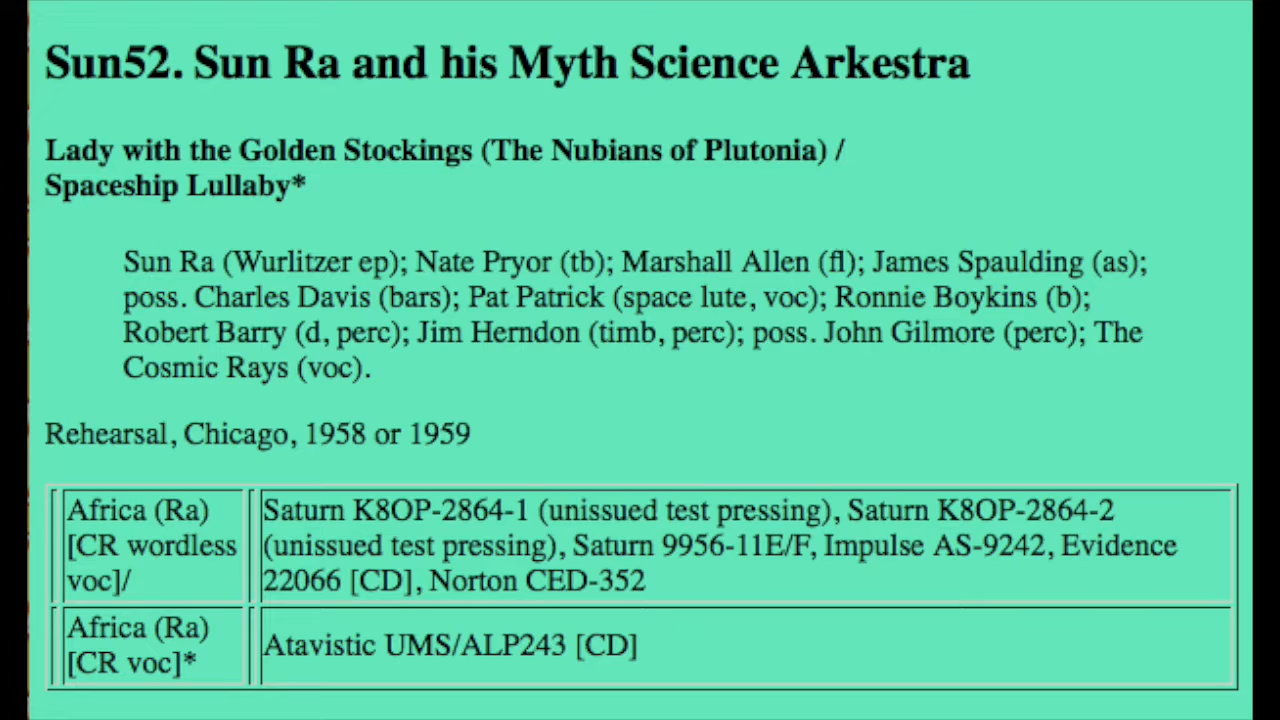 Sun52. Sun Ra and his Myth Science Arkestra
Lady with the Golden Stockings (The Nubians of Plutonia) /
Spaceship Lullaby*
Sun Ra (Wurlitzer ep); Nate Pryor (tb); Marshall Allen (fl); James Spaulding (as);
poss. Charles Davis (bars); Pat Patrick (space lute, voc); Ronnie Boykins (b);
Robert Barry (d, perc); Jim Herndon (timb, perc); poss. John Gilmore (perc); The
Cosmic Rays (voc).
Rehearsal, Chicago, 1958 or 1959
Africa (Ra)
[CR wordless
voc]/
Saturn K8OP-2864-1 (unissued test pressing), Saturn K8OP-2864-2
(unissued test pressing), Saturn 9956-11E/F, Impulse AS-9242, Evidence
22066 [CD], Norton CED-352
Africa (Ra)
[CR voc]*
Atavistic UMS/ALP243 [CD]